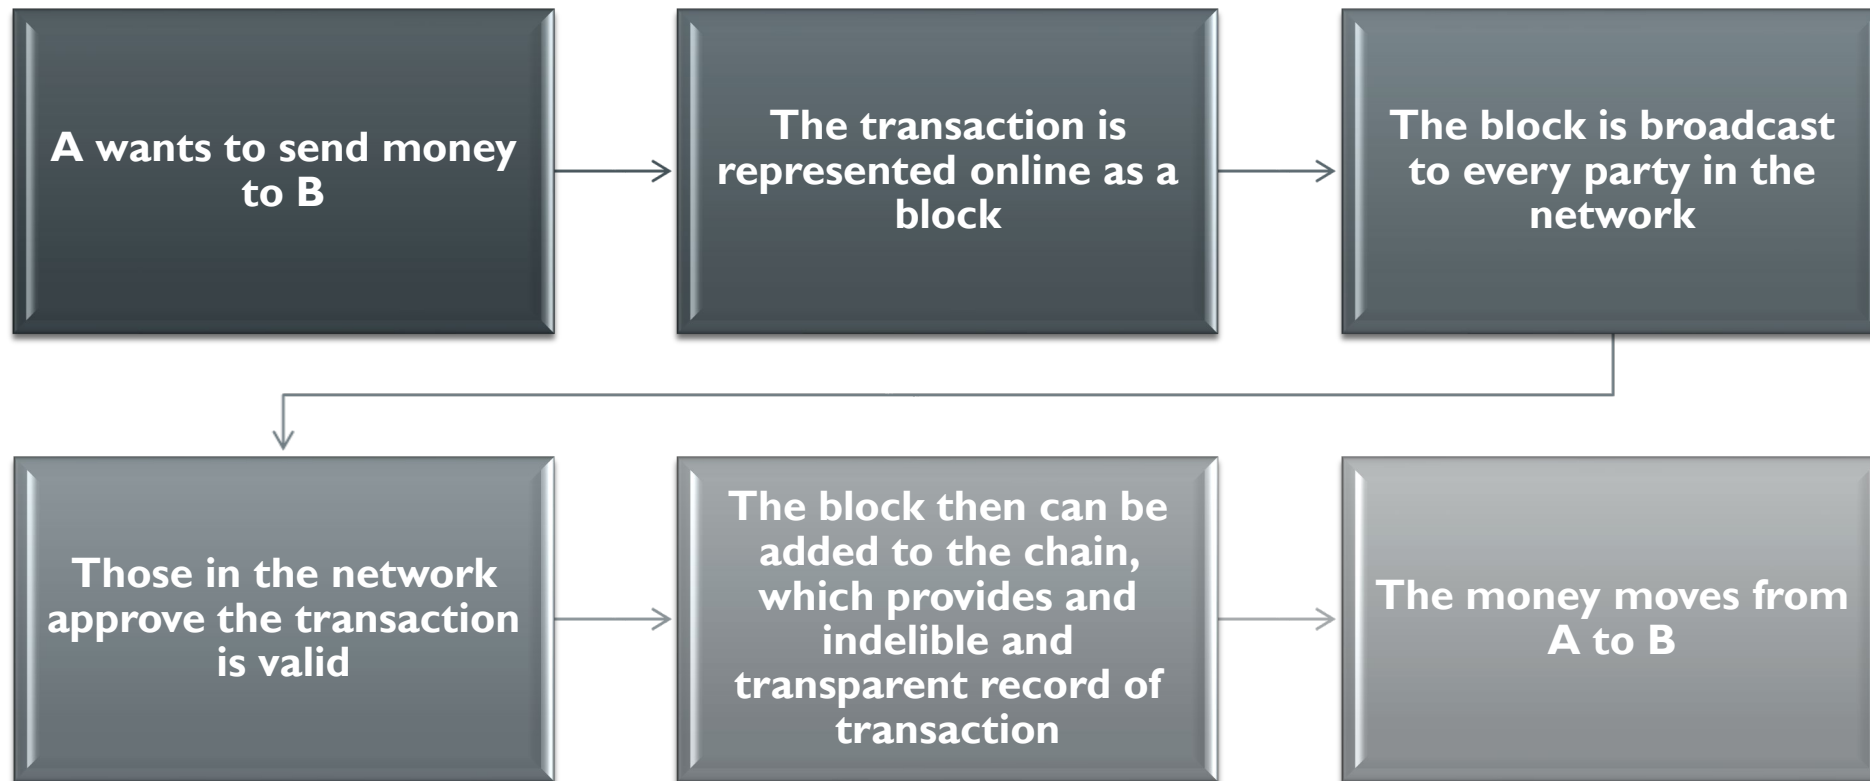 A wants to send money
to B
The transaction is
represented online as a
block
The block is broadcast
to every party in the
network
Those in the network
approve the transaction
is valid
The block then can be
added to the chain,
which provides and
indelible and
transparent record of
transaction
The money moves from
A to B